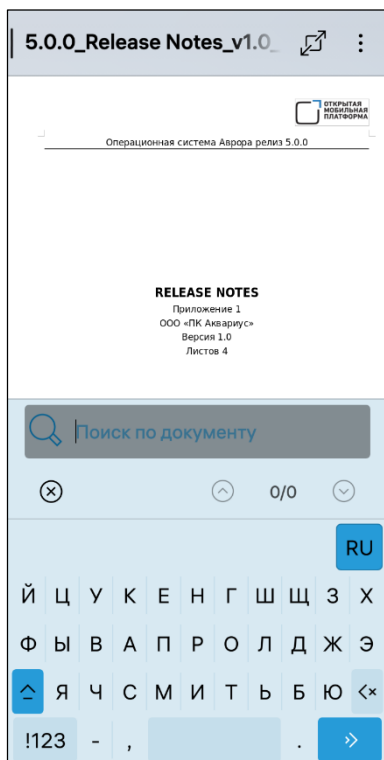 5.0.0_Release Notes_v1.0_
ОТКРЫТАЯ
МОБИЛЬНАЯ
ПЛАТФОРМА
Операционная система Аврора релиз 5.0.0
RELEASE NOTES
Приложение 1
ООО «ПК Аквариус»
Версия 1.0
Листов 4
Поиск по документу
0/0
RU
Й Ц У К Е Н Г Ш Щ З Х
Ф Ы В А П Р О Л Д Ж Э
Я Ч С М И Т Ь Б Ю
!123 - , .